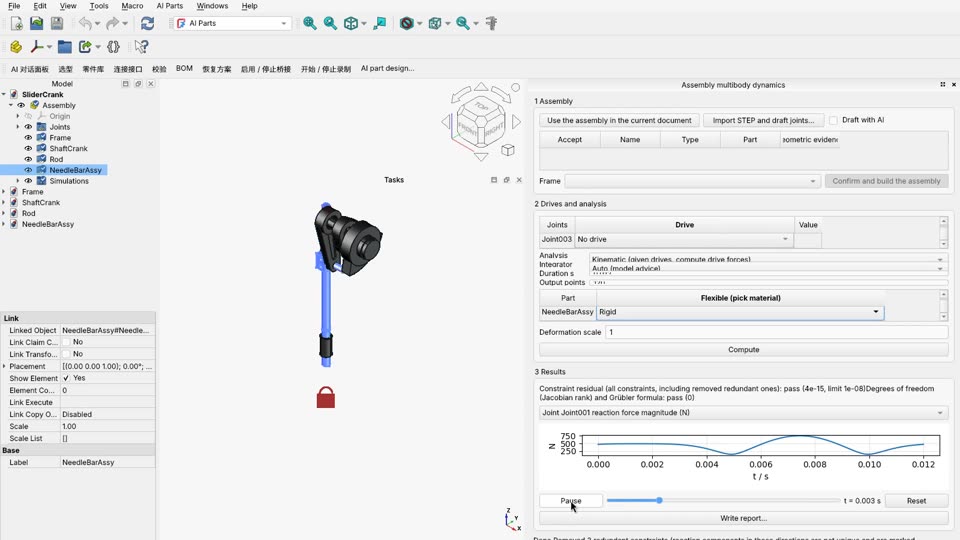 File Edit View Tools Macro AI Parts Windows Help
AI Parts
AI 对话面板 选型 零件库 连接接口 校验 BOM 恢复方案 启用 / 停止桥接 开始 / 停止录制 AI part design...
Model
SliderCrank
Assembly
Origin
Joints
Frame
ShaftCrank
Rod
NeedleBarAssy
Simulations
Frame
ShaftCrank
Rod
NeedleBarAssy
Link
Linked Object NeedleBarAssy#Needle...
Link Claim C... No
Link Transfo... No
Placement [(0.00 0.00 1.00); 0.00°; ...
Show Element Yes
Element Co... 0
Link Execute
Link Copy O... Disabled
Scale 1.00
Scale List []
Base
Label NeedleBarAssy
TOP
FRONT
RIGHT
Tasks
Z
Y
X
Assembly multibody dynamics
1 Assembly
Use the assembly in the current document Import STEP and draft joints... Draft with AI
Accept Name Type Part ometric evidenc
Frame Confirm and build the assembly
2 Drives and analysis
Joints Drive Value
Joint003 No drive
Analysis Kinematic (given drives, compute drive forces)
Integrator Auto (model advice)
Duration s
Output points
Part Flexible (pick material)
NeedleBarAssy Rigid
Deformation scale 1
Compute
3 Results
Constraint residual (all constraints, including removed redundant ones): pass (4e-15, limit 1e-08)Degrees of freedom
(Jacobian rank) and Grübler formula: pass (0)
Joint Joint001 reaction force magnitude (N)
N
750
500
250
0.000 0.002 0.004 0.006 0.008 0.010 0.012
t / s
Pause t = 0.003 s Reset
Write report...